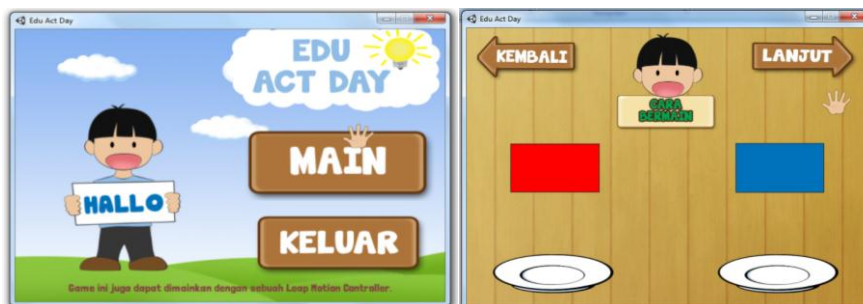 Edu Act Day
EDU
ACT DAY
MAIN
HALLO
KELUAR
Game ini juga dapat dimainkan dengan sebuah Leap Motion Controller.
Edu Act Day
KEMBALI
LANJUT
CARA
BERMAIN